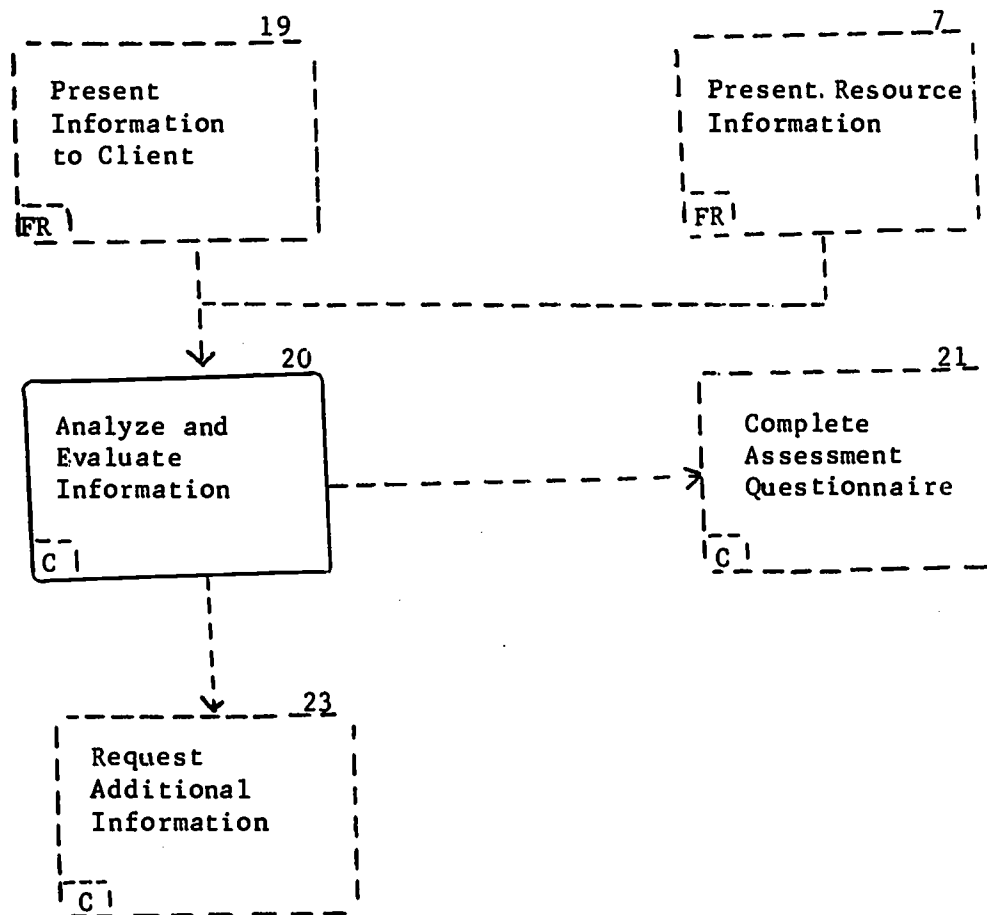 19
Present
Information
to Client
FR
7
Present. Resource
Information
FR
20
Analyze and
Evaluate
Information
C
21
Complete
Assessment
Questionnaire
C
23
Request
Additional
Information
C